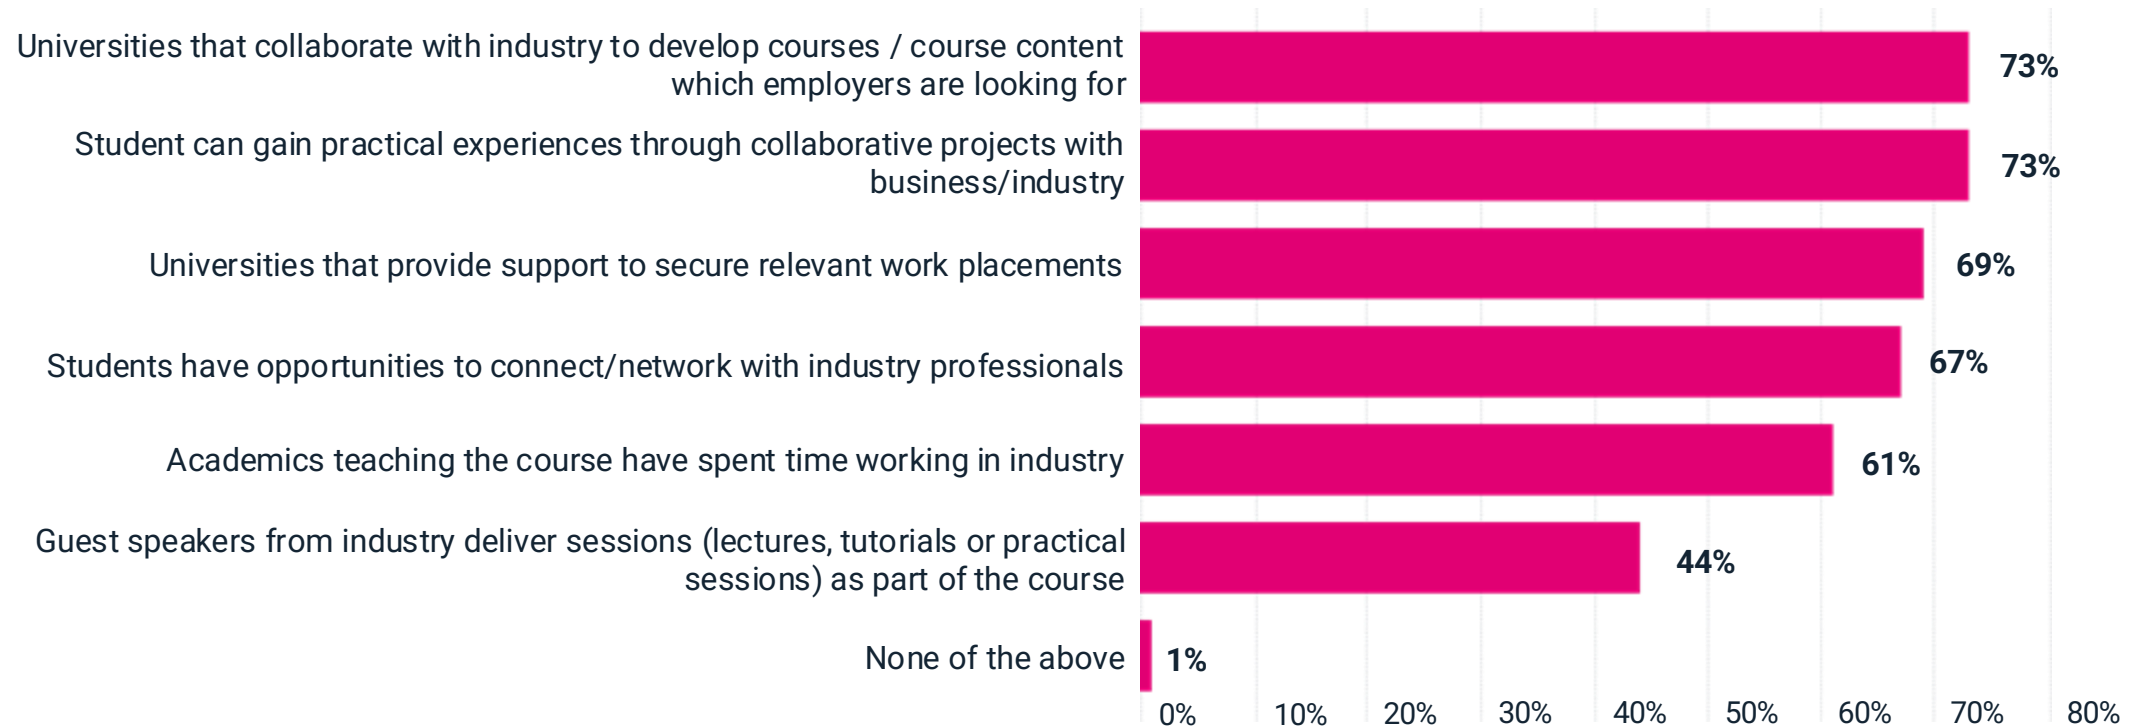 Universities that collaborate with industry to develop courses / course content
which employers are looking for
73%
Student can gain practical experiences through collaborative projects with
business/industry
73%
Universities that provide support to secure relevant work placements
69%
Students have opportunities to connect/network with industry professionals
67%
Academics teaching the course have spent time working in industry
61%
Guest speakers from industry deliver sessions (lectures, tutorials or practical
sessions) as part of the course
44%
None of the above
1%
0% 10% 20% 30% 40% 50% 60% 70% 80%